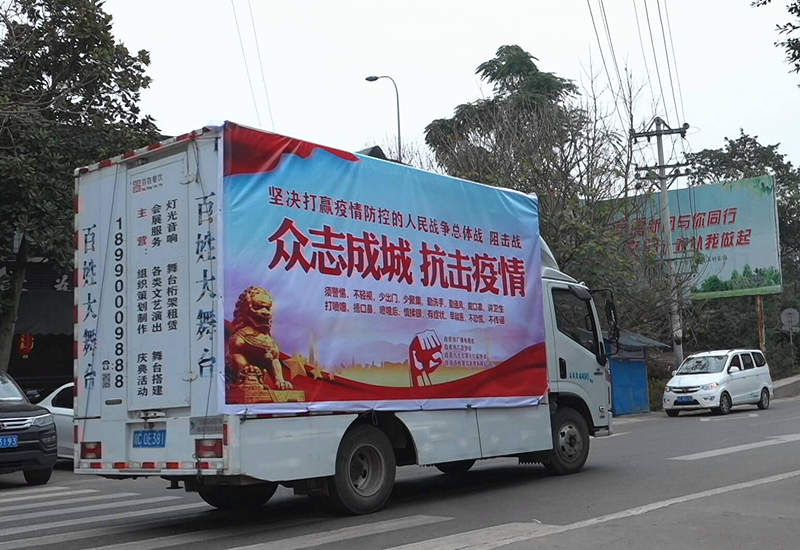 坚决打赢疫情防控的人民战争总体战 阻击战
众志成城 抗击疫情
须警惕、不轻视，少出门、少聚集，勤洗手、勤通风，戴口罩、讲卫生
打喷嚏、捂口鼻，喷嚏后、慎揉眼，有症状、早就医，不恐慌、不传谣
百姓大舞台
百姓大舞台
18990009888
主营：
灯光音响 舞台桁架租赁
会展服务 各类文艺演出
组织策划制作 舞台搭建
庆典活动
与你同行
我做起